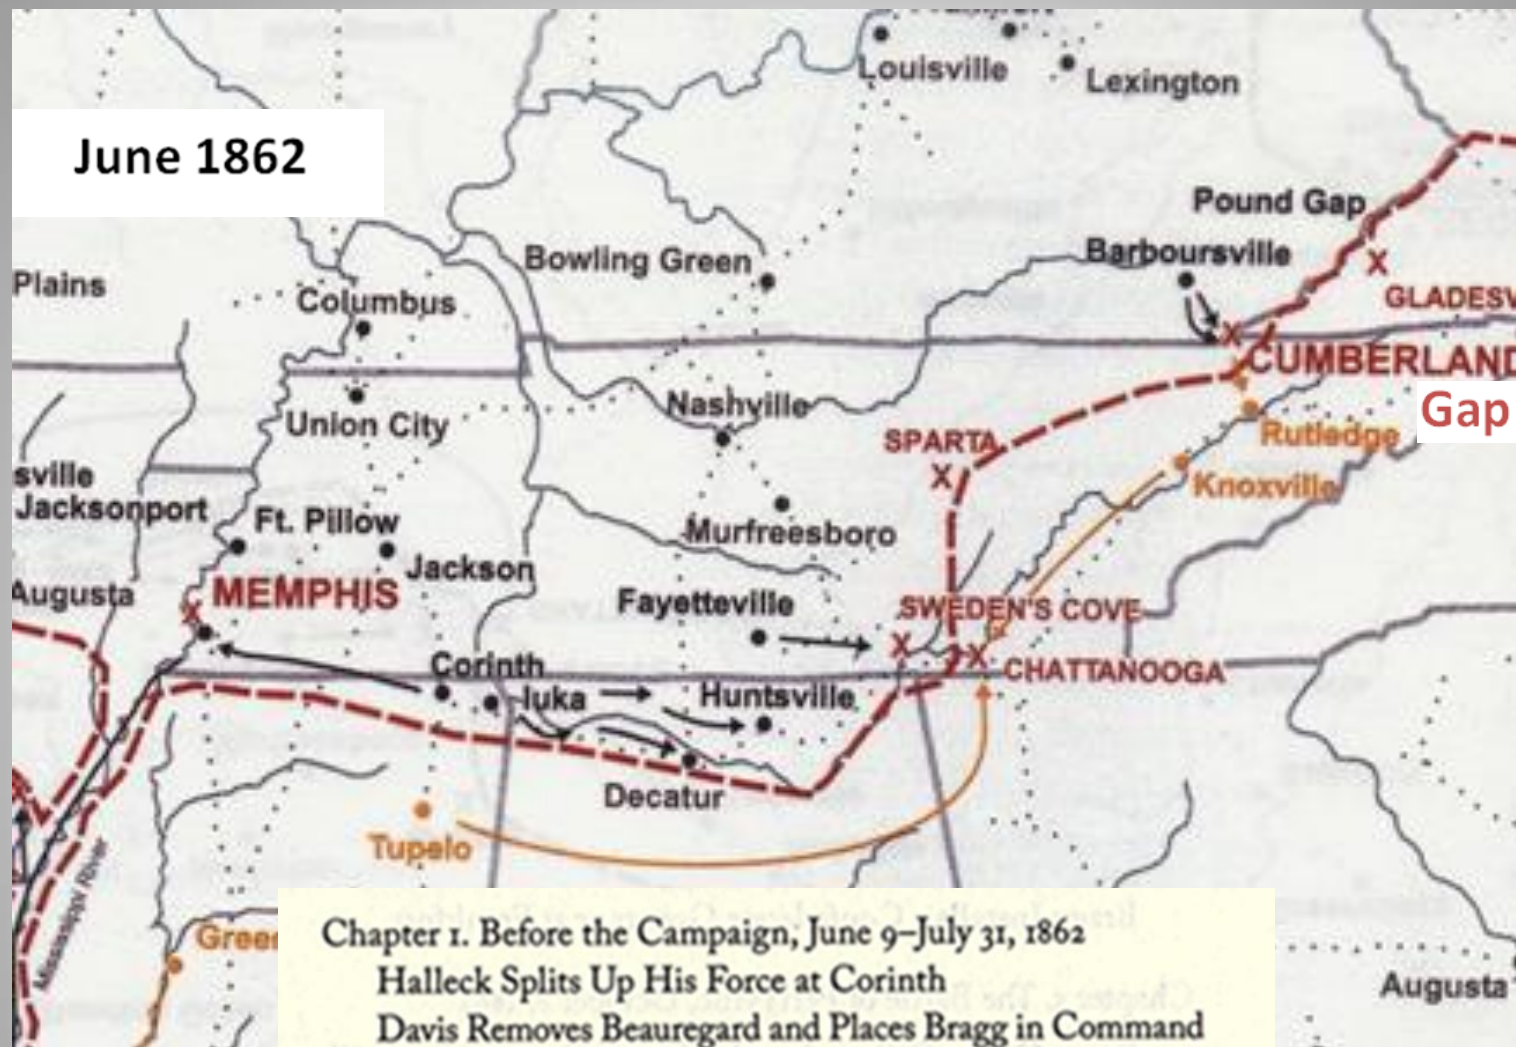 Louisville
Lexington
June 1862
Pound Gap
Barboursville
Bowling Green
Plains
GLADESV
Columbus
CUMBERLAND
Gap
Nashville
Union City
SPARTA
Rutledge
Knoxville
sville
Jacksonport
Ft. Pillow
Murfreesboro
Jackson
Augusta
MEMPHIS
Fayetteville
SWEDEN'S COVE
Corinth
CHATTANOOGA
Iuka
Huntsville
Decatur
Tupelo
Mississippi River
Green
Augusta
Chapter 1. Before the Campaign, June 9–July 31, 1862
Halleck Splits Up His Force at Corinth
Davis Removes Beauregard and Places Bragg in Command